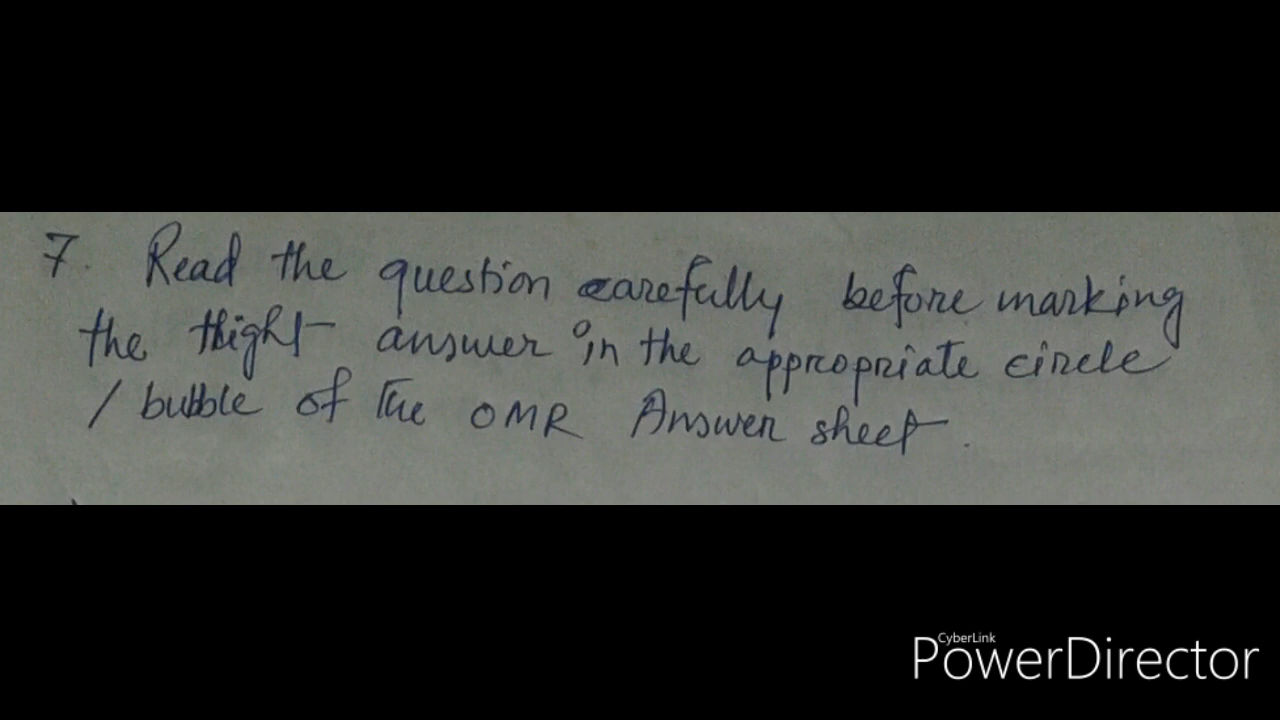 7. Read the question carefully before marking
the right answer in the appropriate circle
/ bubble of the OMR Answer sheet.
CyberLink
PowerDirector